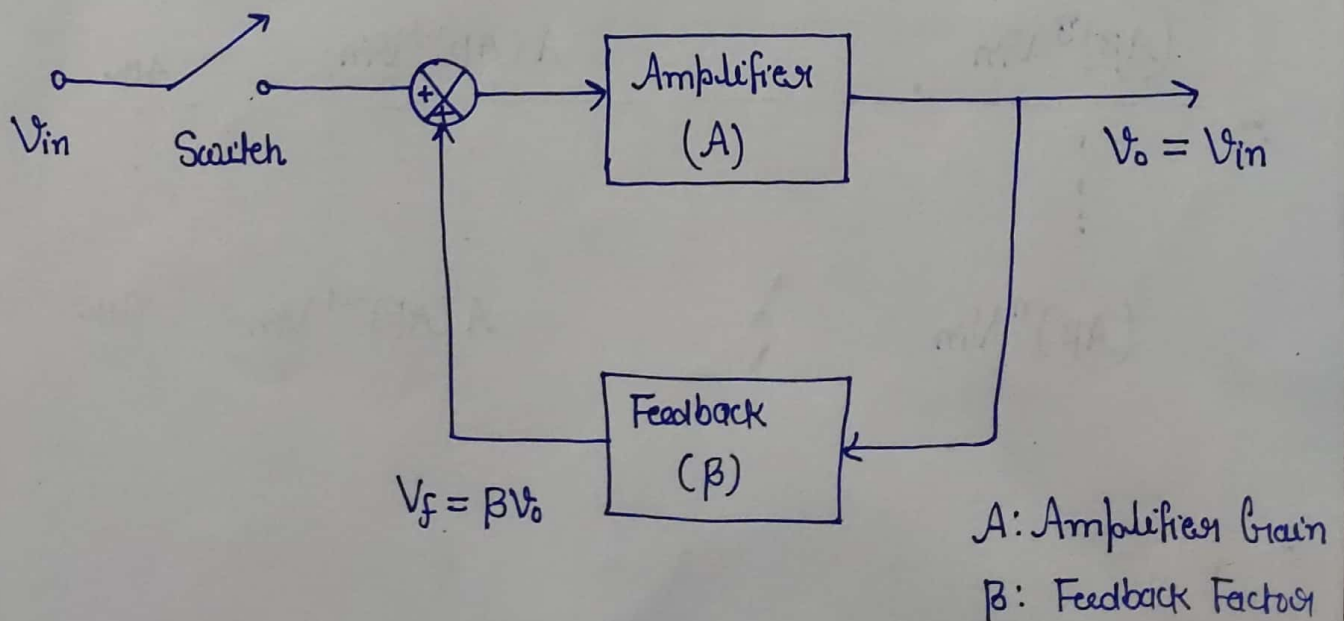 Vin
Switch
+
+
Amplifier
(A)
Vo = Vin
Feedback
(β)
Vf = βVo
A: Amplifier Gain
β: Feedback Factor